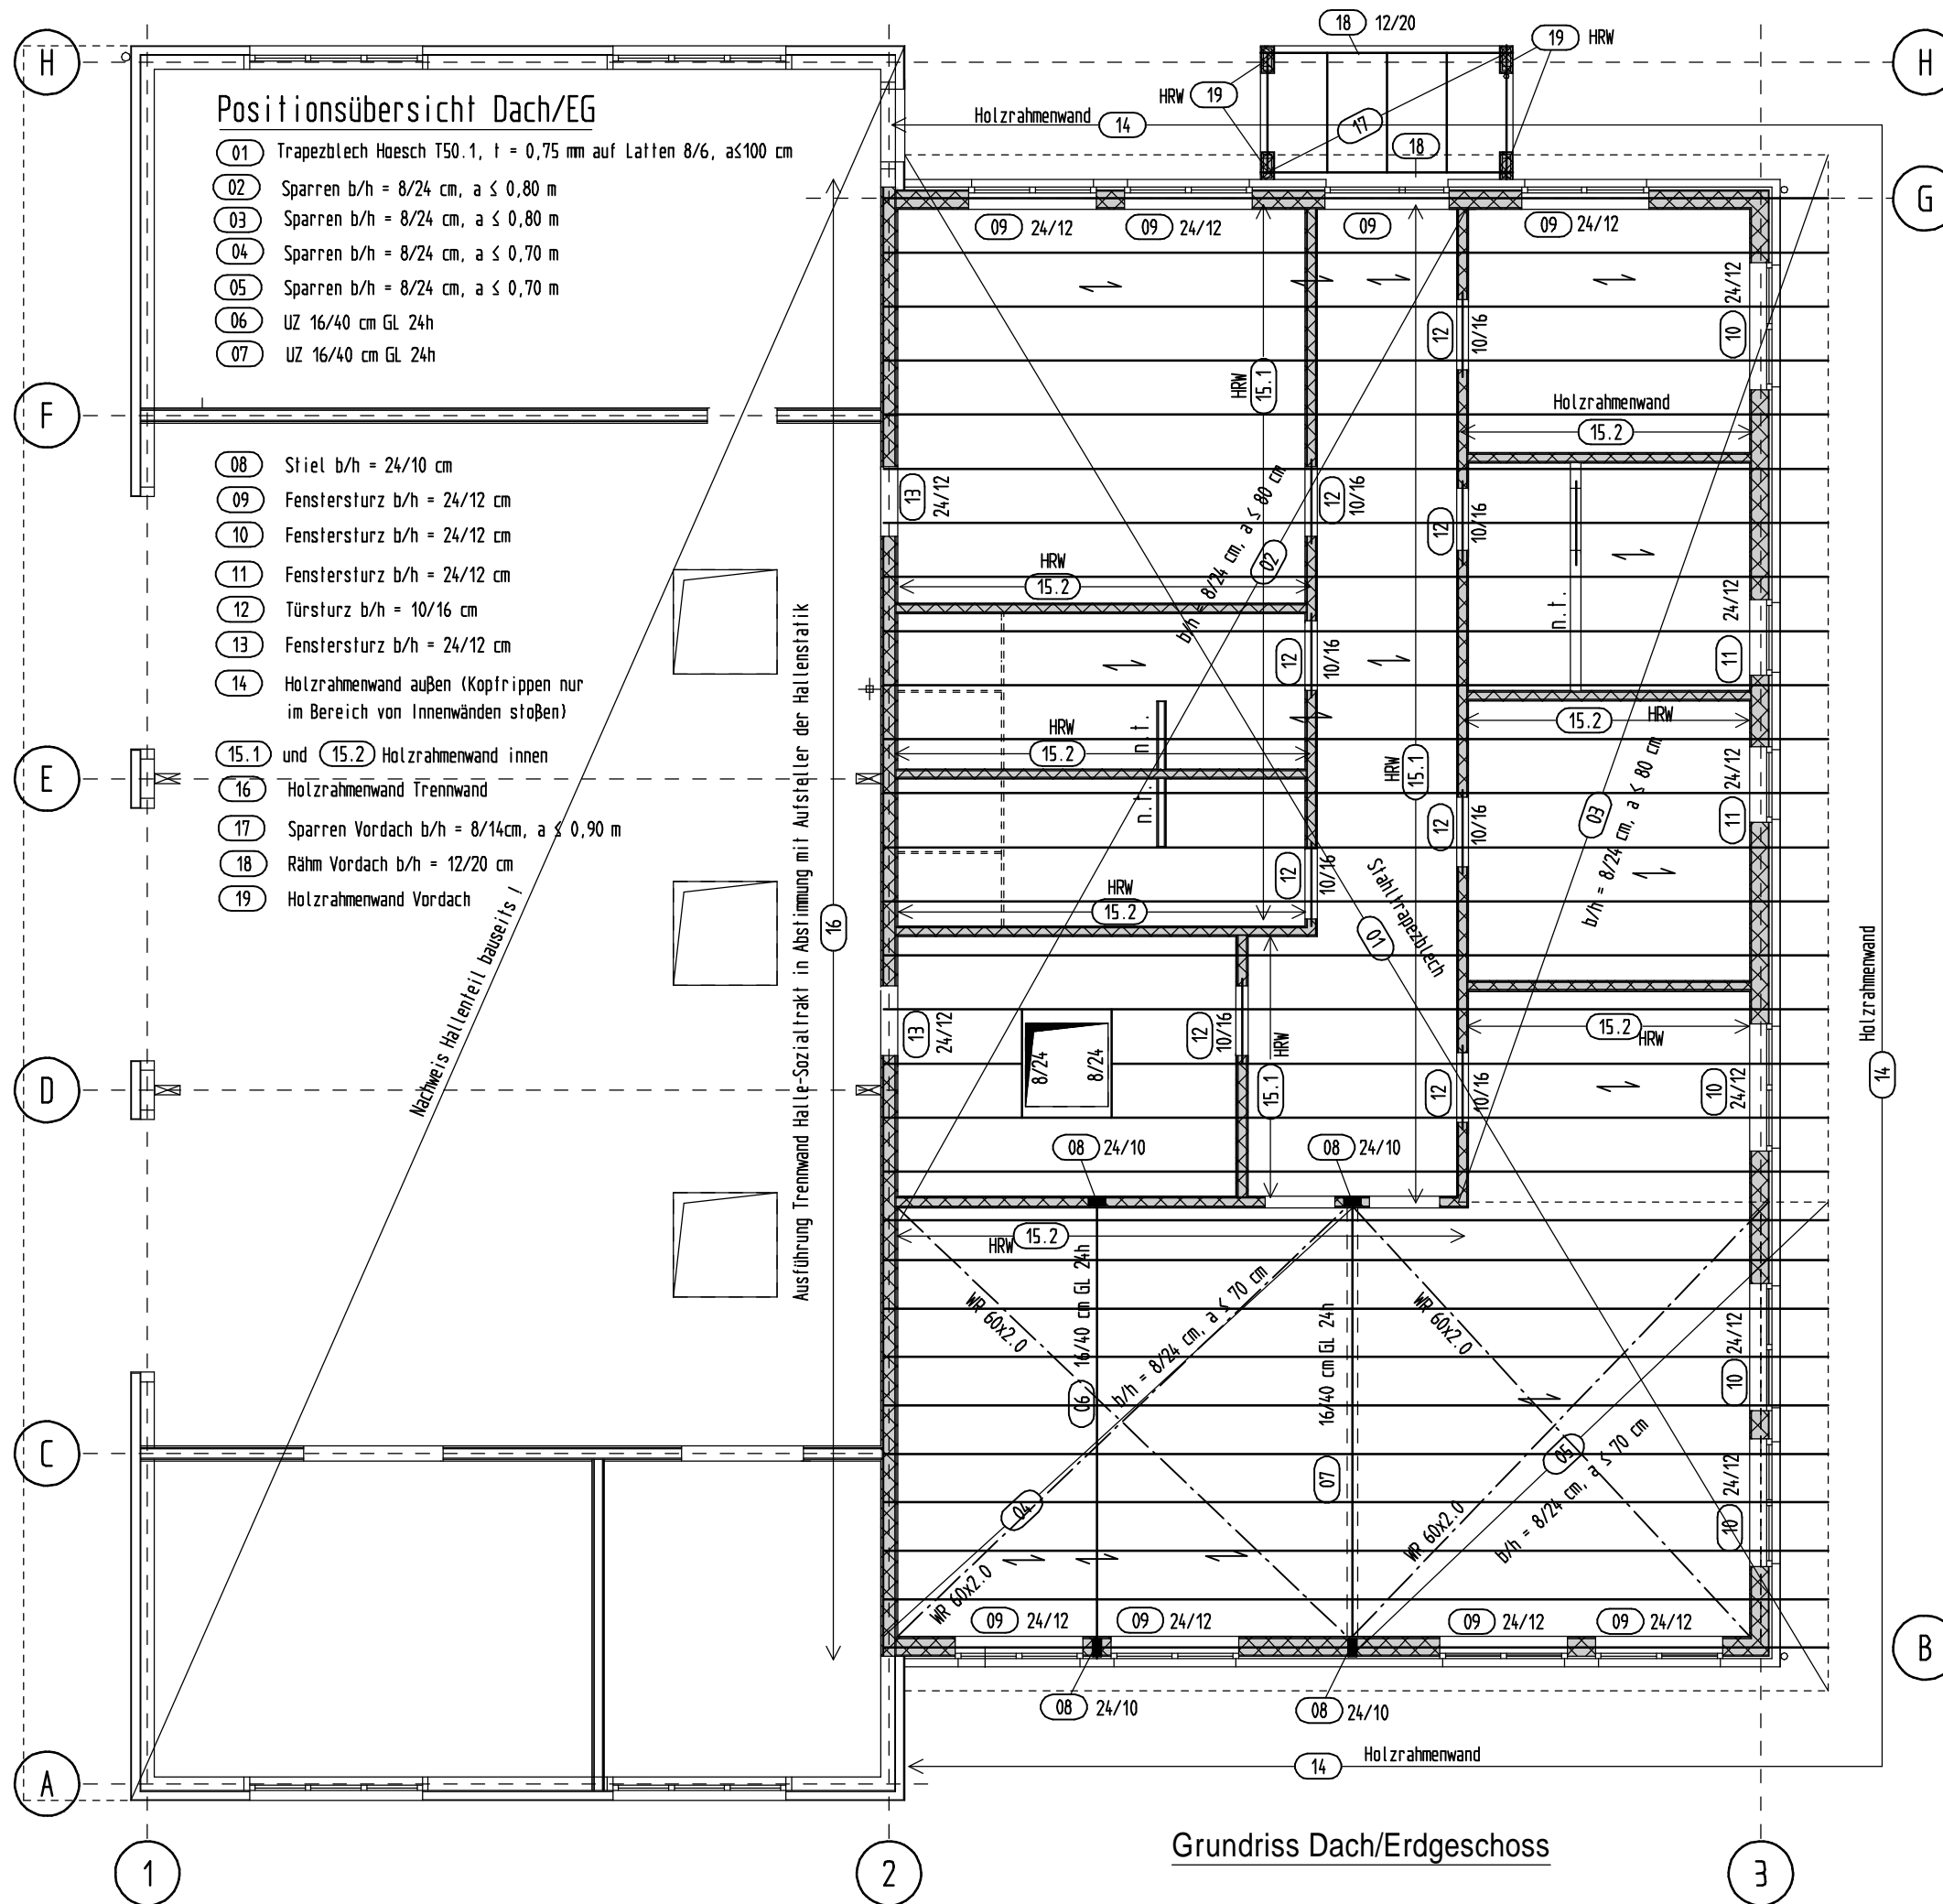 H
18 12/20
19 HRW
H
Positionsübersicht Dach/EG
HRW 19
Holzrahmenwand 14
17
18
01 Trapezblech Hoesch T50.1, t = 0,75 mm auf Latten 8/6, a≤100 cm
02 Sparren b/h = 8/24 cm, a ≤ 0,80 m
03 Sparren b/h = 8/24 cm, a ≤ 0,80 m
04 Sparren b/h = 8/24 cm, a ≤ 0,70 m
05 Sparren b/h = 8/24 cm, a ≤ 0,70 m
06 UZ 16/40 cm GL 24h
07 UZ 16/40 cm GL 24h
G
09 24/12
09 24/12
09
09 24/12
10 24/12
12 10/16
HRW 15.1
F
Holzrahmenwand
15.2
08 Stiel b/h = 24/10 cm
09 Fenstersturz b/h = 24/12 cm
10 Fenstersturz b/h = 24/12 cm
11 Fenstersturz b/h = 24/12 cm
12 Türsturz b/h = 10/16 cm
13 Fenstersturz b/h = 24/12 cm
14 Holzrahmenwand außen (Kopfrippen nur
im Bereich von Innenwänden stoßen)
15.1 und 15.2 Holzrahmenwand innen
16 Holzrahmenwand Trennwand
17 Sparren Vordach b/h = 8/14cm, a ≤ 0,90 m
18 Rähm Vordach b/h = 12/20 cm
19 Holzrahmenwand Vordach
13 24/12
12 10/16
12 10/16
b/h = 8/24 cm, a ≤ 80 cm
02
HRW
15.2
n.t.
11 24/12
12 10/16
15.2 HRW
HRW
15.2
n.t.
n.t.
E
HRW 15.1
12 10/16
11 24/12
03
b/h = 8/24 cm, a ≤ 80 cm
12 10/16
HRW
15.2
Stahltrapezblech
01
16
Ausführung Trennwand Halle-Sozialtrakt in Abstimmung mit Aufsteller der Hallenstatik
Nachweis Hallenteil bauseits !
Holzrahmenwand
14
13 24/12
8/24
8/24
12 10/16
HRW
15.1
15.2
HRW
12 10/16
10 24/12
D
08 24/10
08 24/10
HRW 15.2
WR 60x2.0
06 16/40 cm GL 24h
b/h = 8/24 cm, a ≤ 70 cm
04
07 16/40 cm GL 24h
WR 60x2.0
10 24/12
C
05
b/h = 8/24 cm, a ≤ 70 cm
WR 60x2.0
10 24/12
WR 60x2.0
09 24/12
09 24/12
09 24/12
09 24/12
B
08 24/10
08 24/10
Holzrahmenwand
14
A
Grundriss Dach/Erdgeschoss
1
2
3